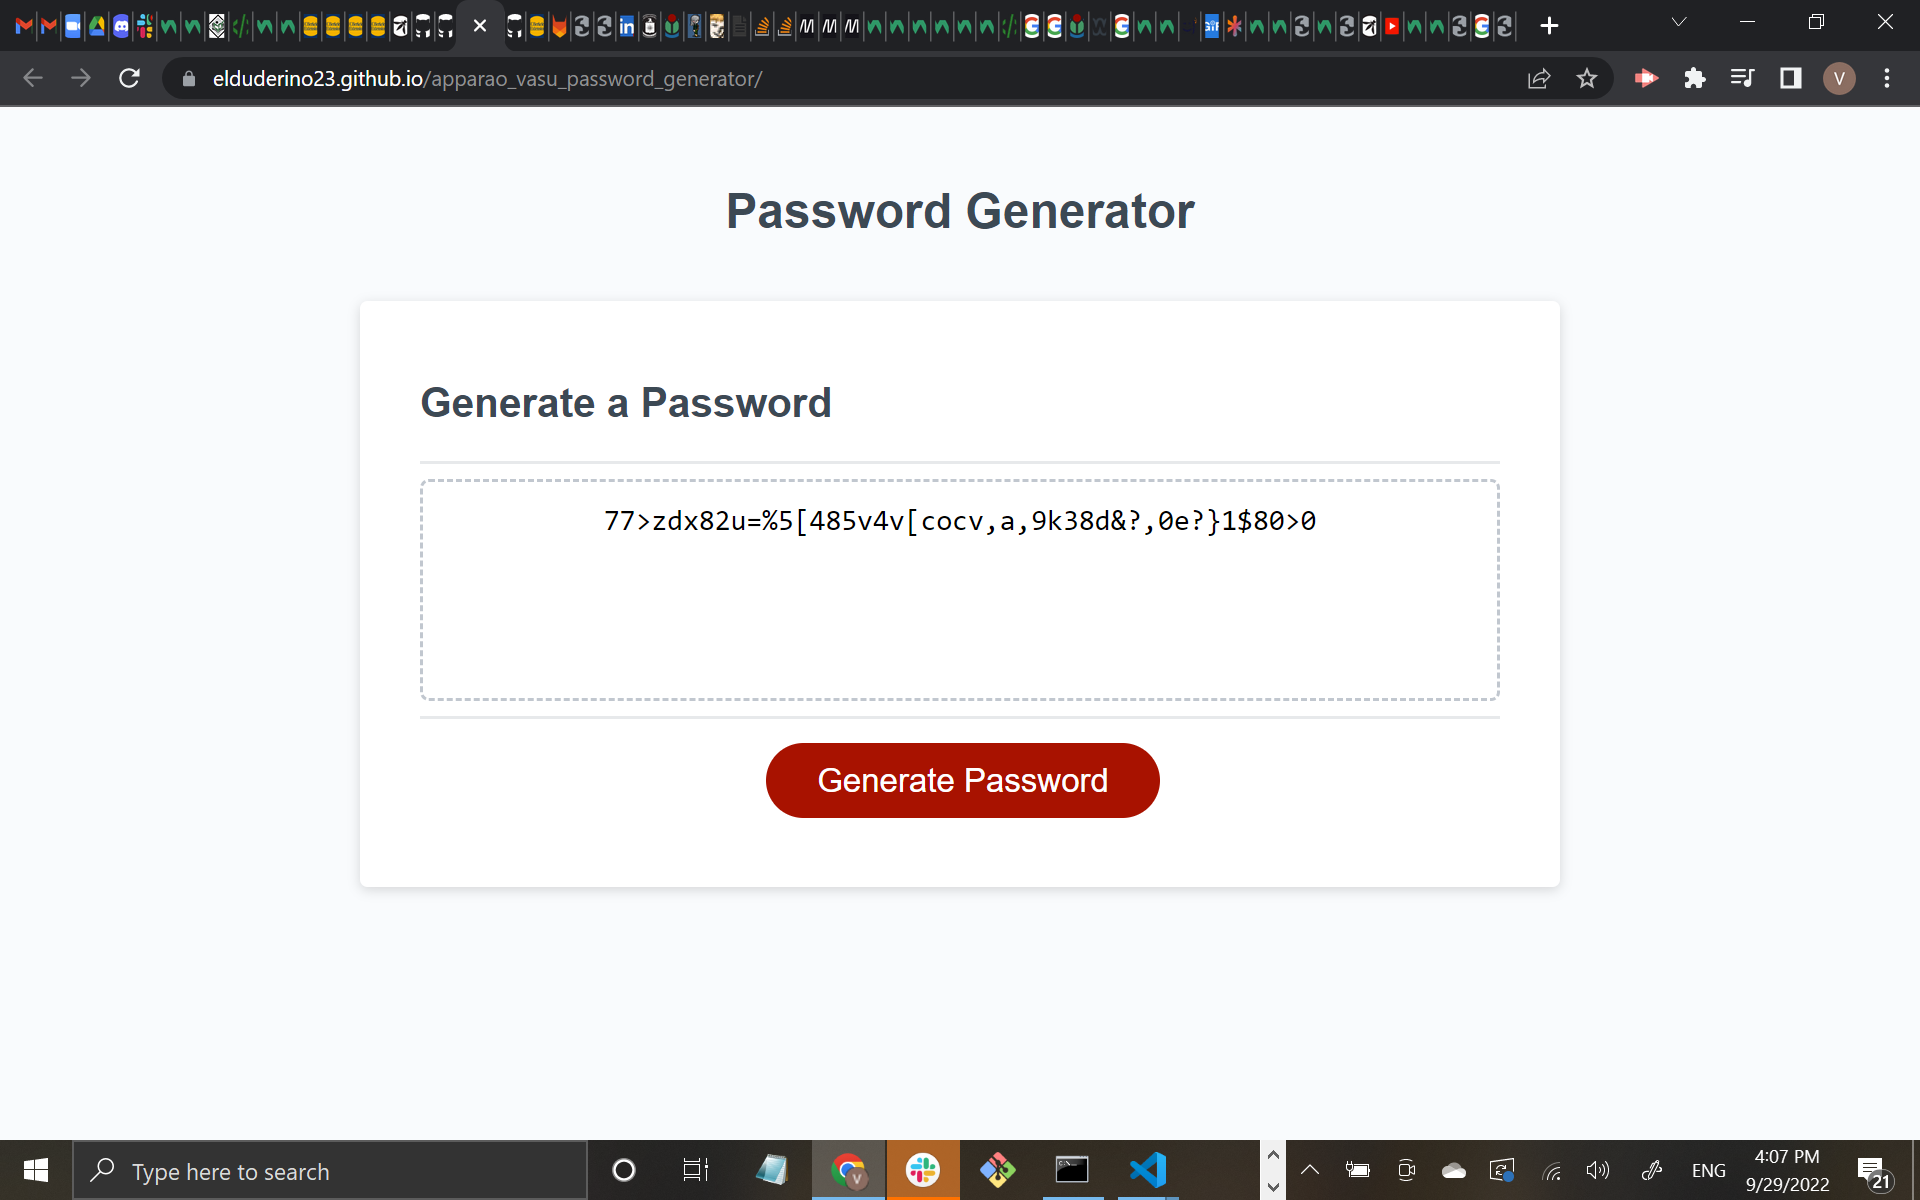 elduderino23.github.io/apparao_vasu_password_generator/
V
Password Generator
Generate a Password
77>zdx82u=%5[485v4v[cocv,a,9k38d&?,0e?}1$80>0
Generate Password
Type here to search
V
ENG
4:07 PM
9/29/2022
21